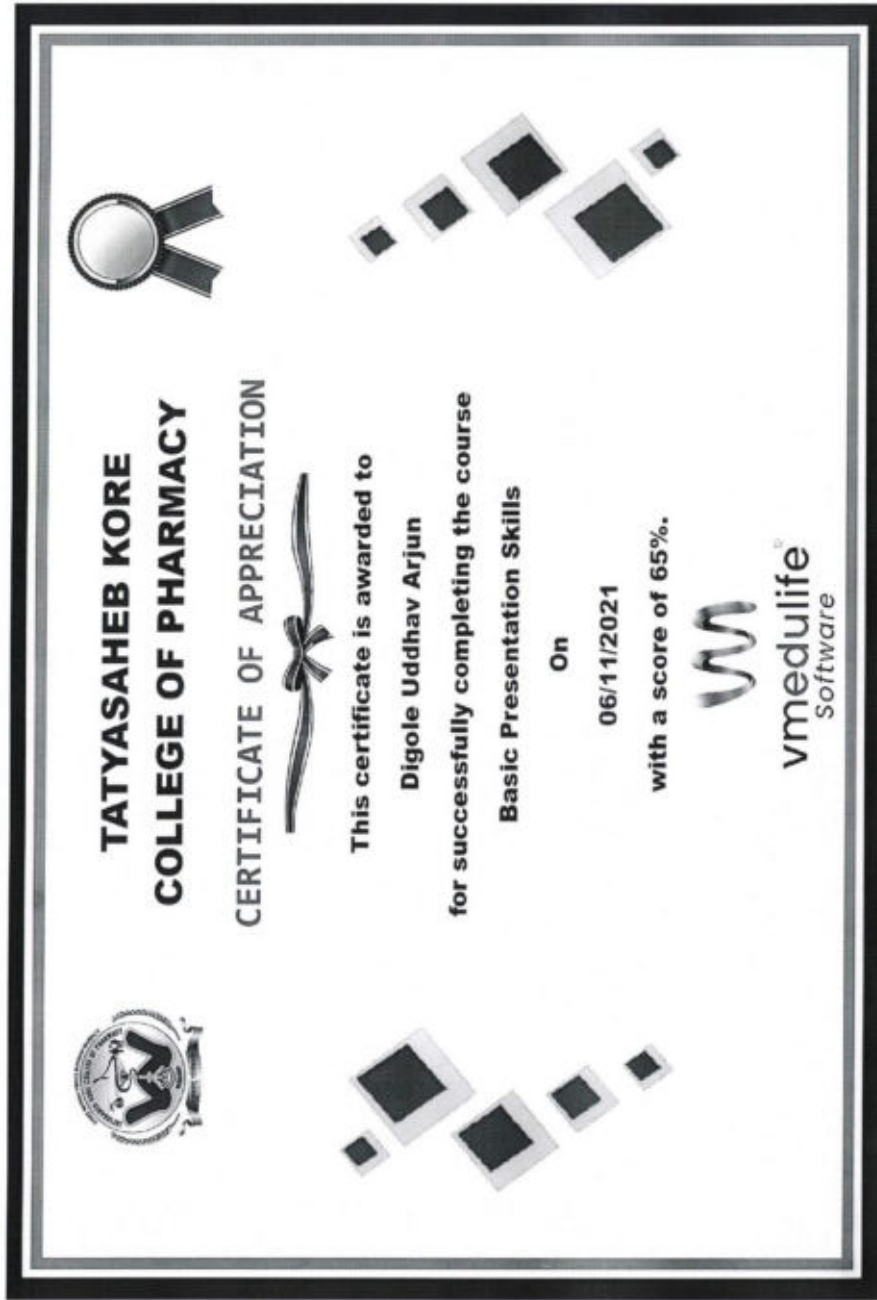 TATYASAHEB KORE
COLLEGE OF PHARMACY
CERTIFICATE OF APPRECIATION
This certificate is awarded to
Digole Uddhav Arjun
for successfully completing the course
Basic Presentation Skills
On
06/11/2021
with a score of 65%.
vmedulife
Software